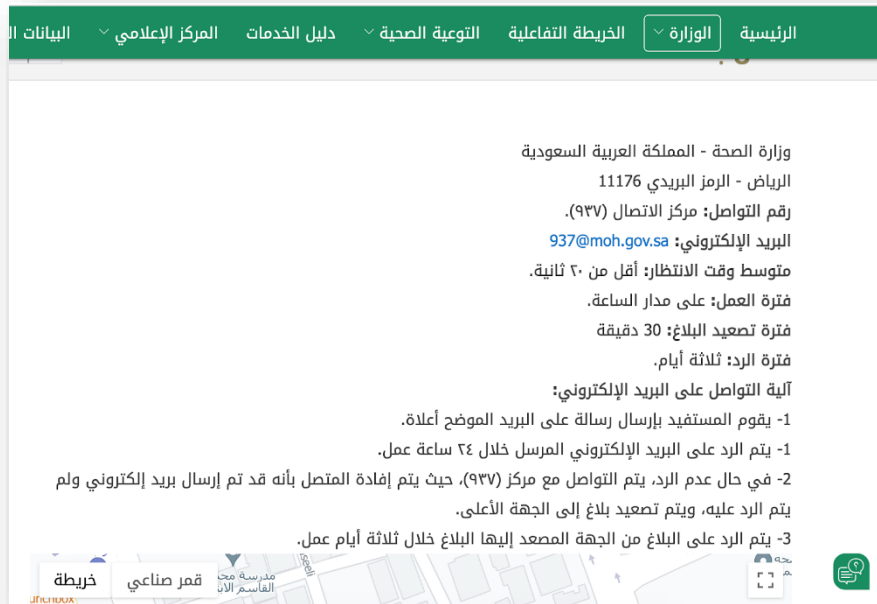 الرئيسية
الوزارة
الخريطة التفاعلية
التوعية الصحية
دليل الخدمات
المركز الإعلامي
البيانات
وزارة الصحة - المملكة العربية السعودية
الرياض - الرمز البريدي 11176
رقم التواصل: مركز الاتصال (٩٣٧).
البريد الإلكتروني: 937@moh.gov.sa
متوسط وقت الانتظار: أقل من ٢٠ ثانية.
فترة العمل: على مدار الساعة.
فترة تصعيد البلاغ: 30 دقيقة
فترة الرد: ثلاثة أيام.
آلية التواصل على البريد الإلكتروني:
1- يقوم المستفيد بإرسال رسالة على البريد الموضح أعلاة.
1- يتم الرد على البريد الإلكتروني المرسل خلال ٢٤ ساعة عمل.
2- في حال عدم الرد، يتم التواصل مع مركز (٩٣٧)، حيث يتم إفادة المتصل بأنه قد تم إرسال بريد إلكتروني ولم
يتم الرد عليه، ويتم تصعيد بلاغ إلى الجهة الأعلى.
3- يتم الرد على البلاغ من الجهة المصعد إليها البلاغ خلال ثلاثة أيام عمل.
خريطة
قمر صناعي
مدرسة
القاسم